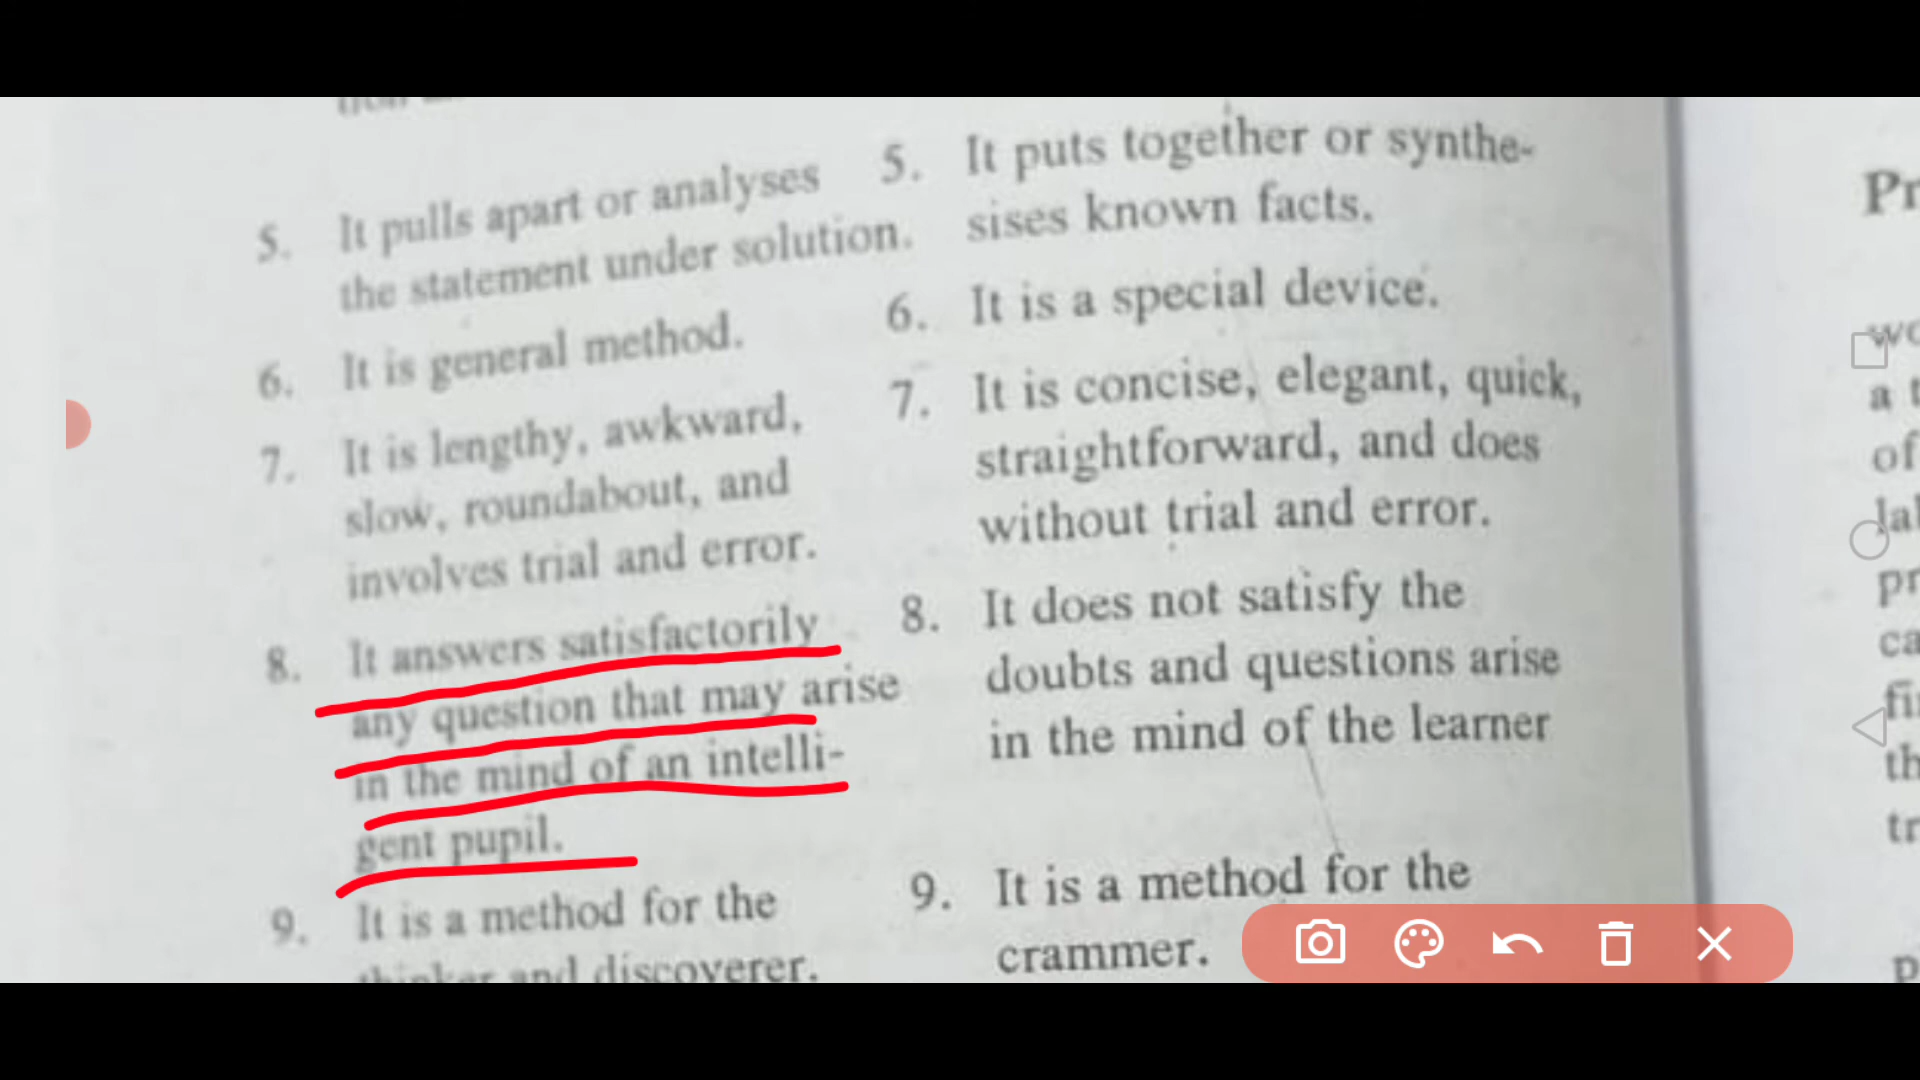 5. It pulls apart or analyses
the statement under solution.
6. It is general method.
7. It is lengthy, awkward,
slow, roundabout, and
involves trial and error.
8. It answers satisfactorily
any question that may arise
in the mind of an intelli-
gent pupil.
9. It is a method for the
thinker and discoverer.
5. It puts together or synthe-
sises known facts.
6. It is a special device.
7. It is concise, elegant, quick,
straightforward, and does
without trial and error.
8. It does not satisfy the
doubts and questions arise
in the mind of the learner
9. It is a method for the
crammer.
a
of